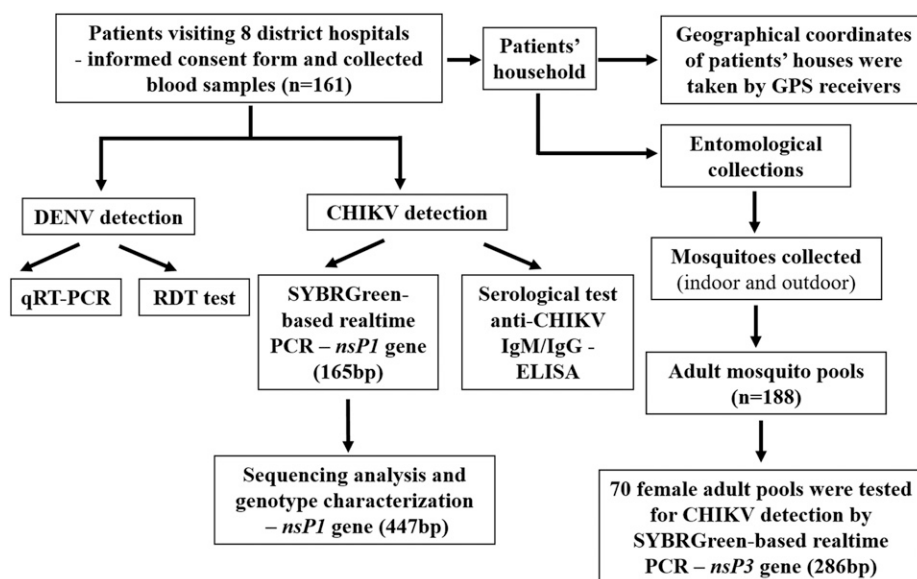 Patients visiting 8 district hospitals
- informed consent form and collected
blood samples (n=161)
Patients'
household
Geographical coordinates
of patients' houses were
taken by GPS receivers
Entomological
collections
DENV detection
CHIKV detection
qRT-PCR
RDT test
SYBRGreen-
based realtime
PCR – nsP1 gene
(165bp)
Serological test
anti-CHIKV
IgM/IgG -
ELISA
Mosquitoes collected
(indoor and outdoor)
Adult mosquito pools
(n=188)
Sequencing analysis and
genotype characterization
– nsP1 gene (447bp)
70 female adult pools were tested
for CHIKV detection by
SYBRGreen-based realtime
PCR – nsP3 gene (286bp)